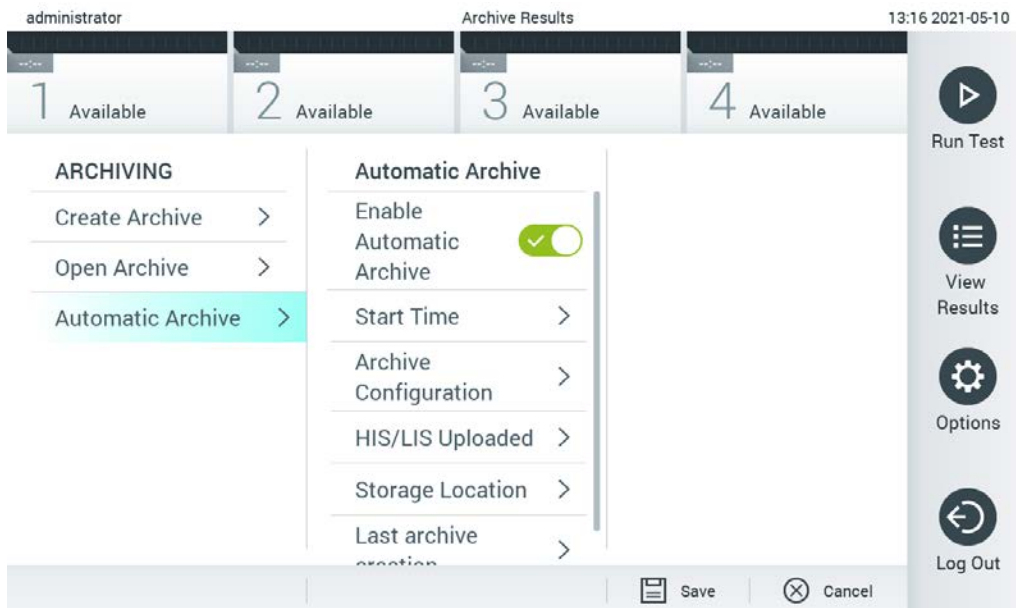 administrator
Archive Results
13:16 2021-05-10
--:--
--:--
--:--
--:--
1 Available
2 Available
3 Available
4 Available
Run Test
View
Results
Options
Log Out
ARCHIVING
Create Archive
Open Archive
Automatic Archive
Automatic Archive
Enable
Automatic
Archive
Start Time
Archive
Configuration
HIS/LIS Uploaded
Storage Location
Last archive
creation
Save
Cancel